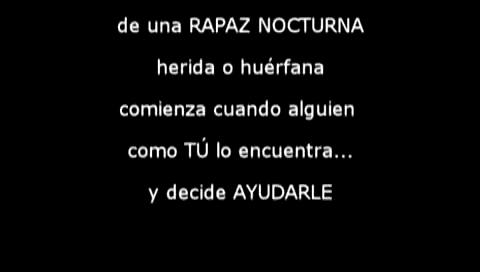 de una RAPAZ NOCTURNA
herida o huérfana
comienza cuando alguien
como TÚ lo encuentra...
y decide AYUDARLE